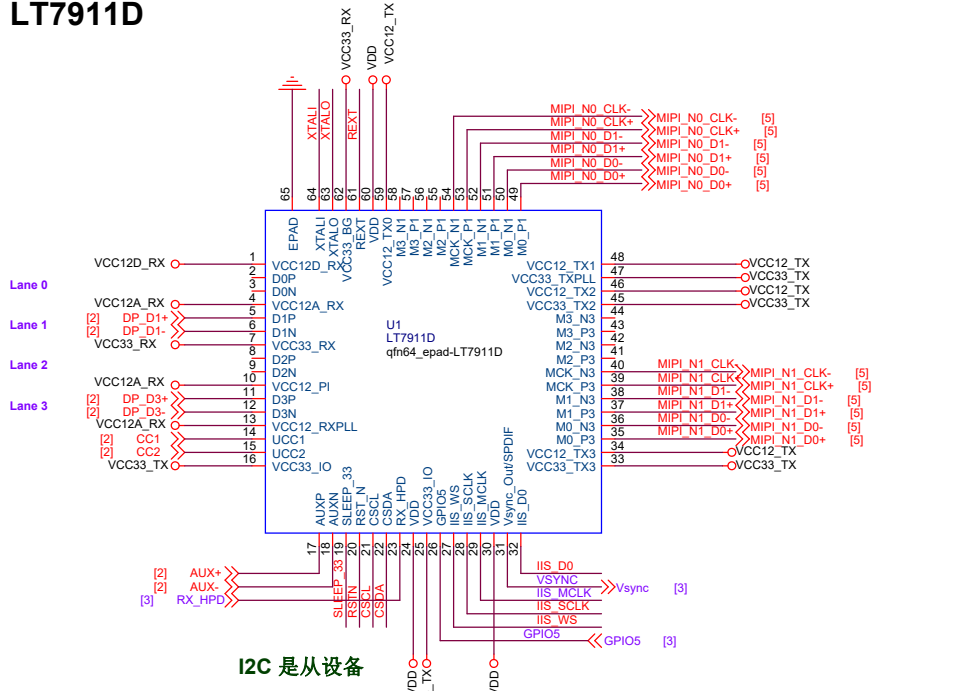 LT7911D
VCC33_RX
VDD
VCC12_TX
XTALI
XTALO
REXT
MIPI_N0_CLK- MIPI_N0_CLK- [5]
MIPI_N0_CLK+ MIPI_N0_CLK+ [5]
MIPI_N0_D1- MIPI_N0_D1- [5]
MIPI_N0_D1+ MIPI_N0_D1+ [5]
MIPI_N0_D0- MIPI_N0_D0- [5]
MIPI_N0_D0+ MIPI_N0_D0+ [5]
65 64 63 62 61 60 59 58 57 56 55 54 53 52 51 50 49
EPAD
XTALI
XTALO
VCC33_BG
REXT
VDD
VCC12_TX0
M3_N1
M3_P1
M2_N1
M2_P1
MCK_N1
MCK_P1
M1_N1
M1_P1
M0_N1
M0_P1
VCC12D_RX 1 VCC12D_RX
2 D0P
Lane 0
3 D0N
VCC12A_RX 4 VCC12A_RX
[2] DP_D1+ 5 D1P
Lane 1
[2] DP_D1- 6 D1N
VCC33_RX 7 VCC33_RX
8 D2P
Lane 2
9 D2N
VCC12A_RX 10 VCC12_PI
[2] DP_D3+ 11 D3P
Lane 3
[2] DP_D3- 12 D3N
VCC12A_RX 13 VCC12_RXPLL
[2] CC1 14 UCC1
[2] CC2 15 UCC2
VCC33_TX 16 VCC33_IO
U1
LT7911D
qfn64_epad-LT7911D
VCC12_TX1 48 VCC12_TX
VCC33_TXPLL 47 VCC33_TX
VCC12_TX2 46 VCC12_TX
VCC33_TX2 45 VCC33_TX
M3_N3 44
M3_P3 43
M2_N3 42
M2_P3 41
MCK_N3 40 MIPI_N1_CLK- MIPI_N1_CLK- [5]
MCK_P3 39 MIPI_N1_CLK+ MIPI_N1_CLK+ [5]
M1_N3 38 MIPI_N1_D1- MIPI_N1_D1- [5]
M1_P3 37 MIPI_N1_D1+ MIPI_N1_D1+ [5]
M0_N3 36 MIPI_N1_D0- MIPI_N1_D0- [5]
M0_P3 35 MIPI_N1_D0+ MIPI_N1_D0+ [5]
VCC12_TX3 34 VCC12_TX
VCC33_TX3 33 VCC33_TX
AUXP
AUXN
SLEEP_33
RST_N
CSCL
CSDA
RX_HPD
VDD
VCC33_IO
GPIO5
IIS_WS
IIS_SCLK
IIS_MCLK
VDD
Vsync_Out/SPDIF
IIS_D0
17 18 19 20 21 22 23 24 25 26 27 28 29 30 31 32
[2] AUX+
[2] AUX-
[3] RX_HPD
SLEEP_33
RSTN
CSCL
CSDA
IIS_D0
VSYNC Vsync [3]
IIS_MCLK
IIS_SCLK
IIS_WS
GPIO5 GPIO5 [3]
I2C 是从设备
VDD
_TX
VDD